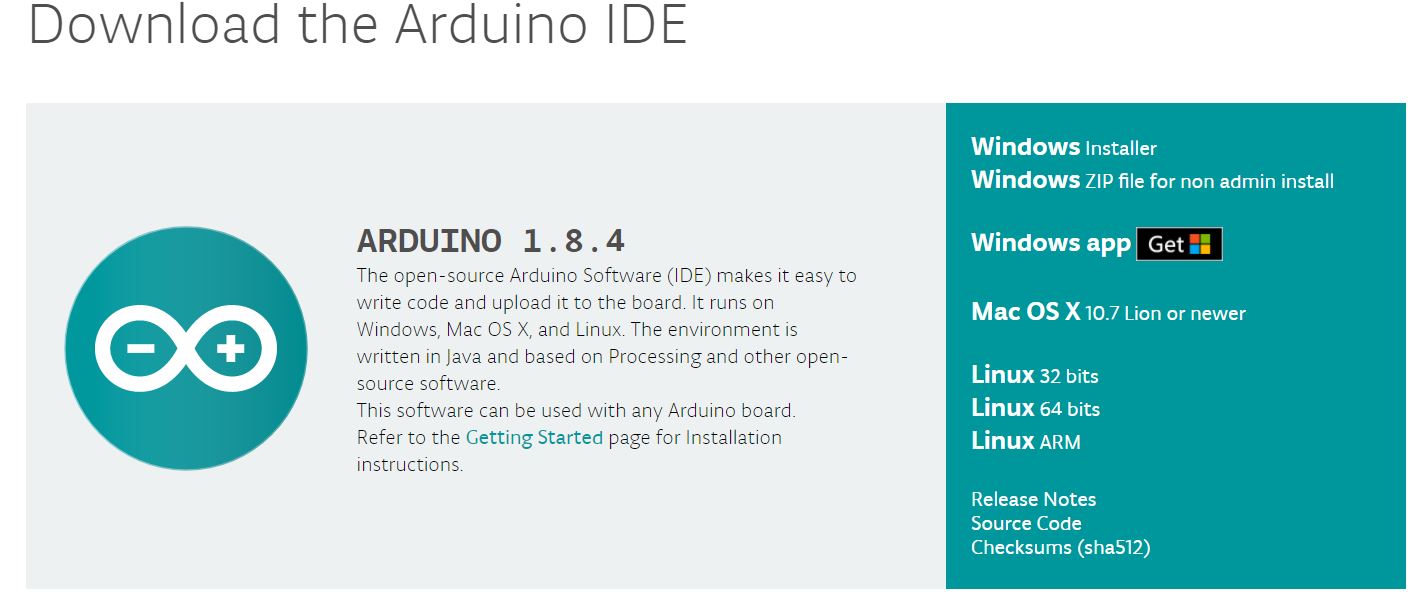 Download the Arduino IDE
ARDUINO 1.8.4
The open-source Arduino Software (IDE) makes it easy to
write code and upload it to the board. It runs on
Windows, Mac OS X, and Linux. The environment is
written in Java and based on Processing and other open-
source software.
This software can be used with any Arduino board.
Refer to the Getting Started page for Installation
instructions.
Windows Installer
Windows ZIP file for non admin install
Windows app Get
Mac OS X 10.7 Lion or newer
Linux 32 bits
Linux 64 bits
Linux ARM
Release Notes
Source Code
Checksums (sha512)